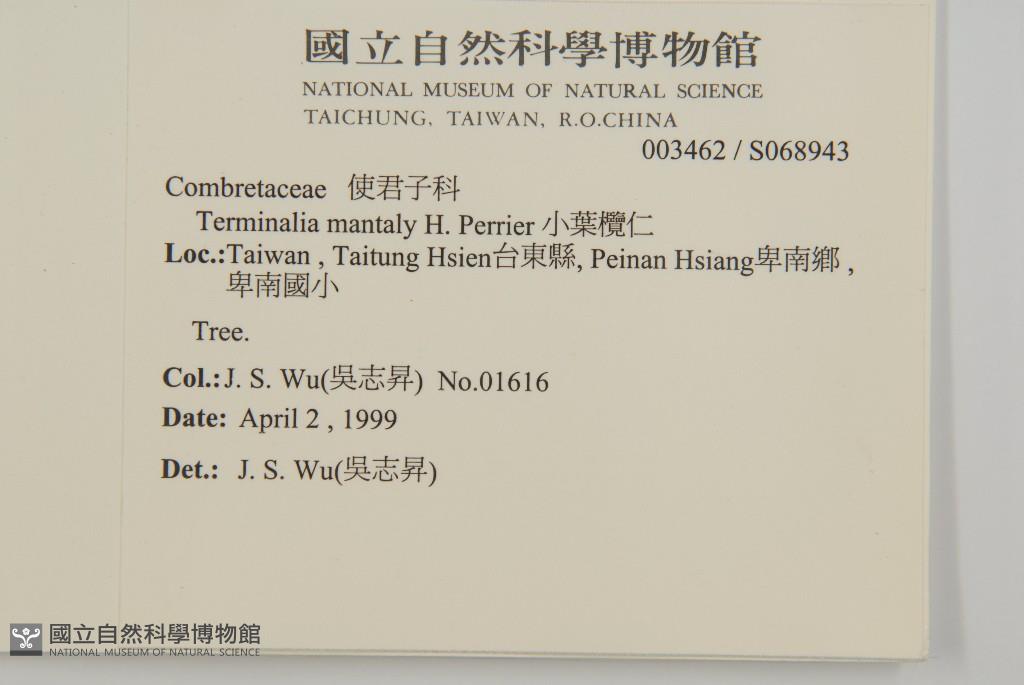 國立自然科學博物館
NATIONAL MUSEUM OF NATURAL SCIENCE
TAICHUNG, TAIWAN, R.O.CHINA
003462 / S068943
Combretaceae 使君子科
Terminalia mantaly H. Perrier 小葉欖仁
Loc.:Taiwan , Taitung Hsien台東縣, Peinan Hsiang卑南鄉 ,
卑南國小
Tree.
Col.:J. S. Wu(吳志昇) No.01616
Date: April 2 , 1999
Det.: J. S. Wu(吳志昇)
國立自然科學博物館
NATIONAL MUSEUM OF NATURAL SCIENCE